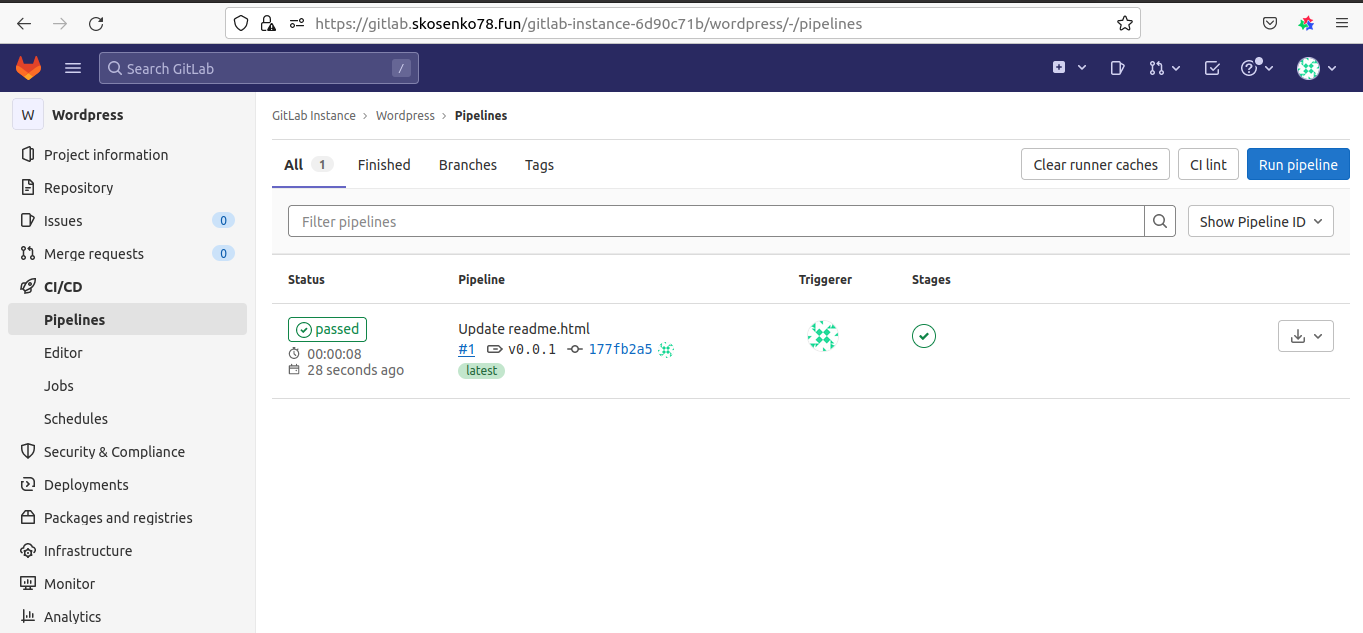 https://gitlab.skosenko78.fun/gitlab-instance-6d90c71b/wordpress/-/pipelines
Search GitLab /
W Wordpress
Project information
Repository
Issues 0
Merge requests 0
CI/CD
Pipelines
Editor
Jobs
Schedules
Security & Compliance
Deployments
Packages and registries
Infrastructure
Monitor
Analytics
GitLab Instance › Wordpress › Pipelines
All 1 Finished Branches Tags Clear runner caches CI lint Run pipeline
Filter pipelines Show Pipeline ID
Status Pipeline Triggerer Stages
passed Update readme.html
#1 v0.0.1 177fb2a5
00:00:08
28 seconds ago latest